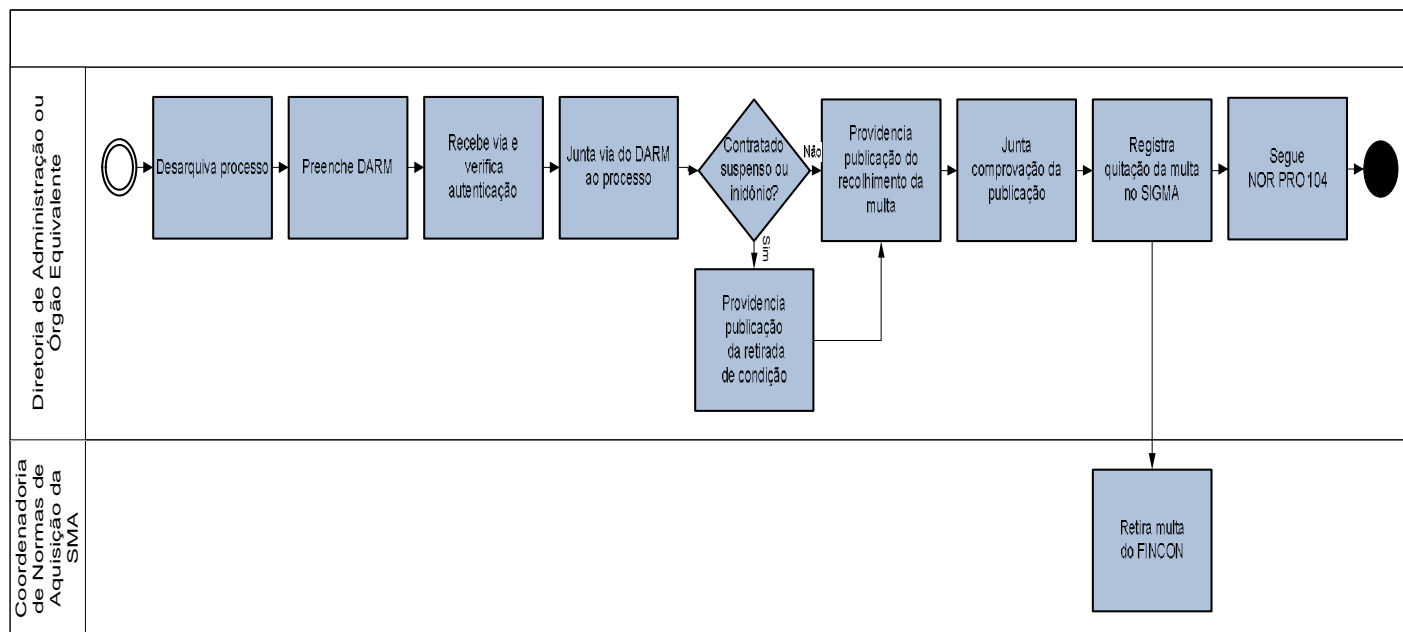 Diretoria de Administração ou
Órgão Equivalente
Desarquiva processo
Preenche DARM
Recebe via e
verifica
autenticação
Junta via do DARM
ao processo
Contratado
suspenso ou
inidônio?
Não
Sim
Providencia
publicação
da retirada
de condição
Providencia
publicação do
recolhimento da
multa
Junta
comprovação da
publicação
Registra
quitação da multa
no SIGMA
Segue
NOR PRO 104
Coordenadoria
de Normas de
Aquisição da
SMA
Retira multa
do FINCON